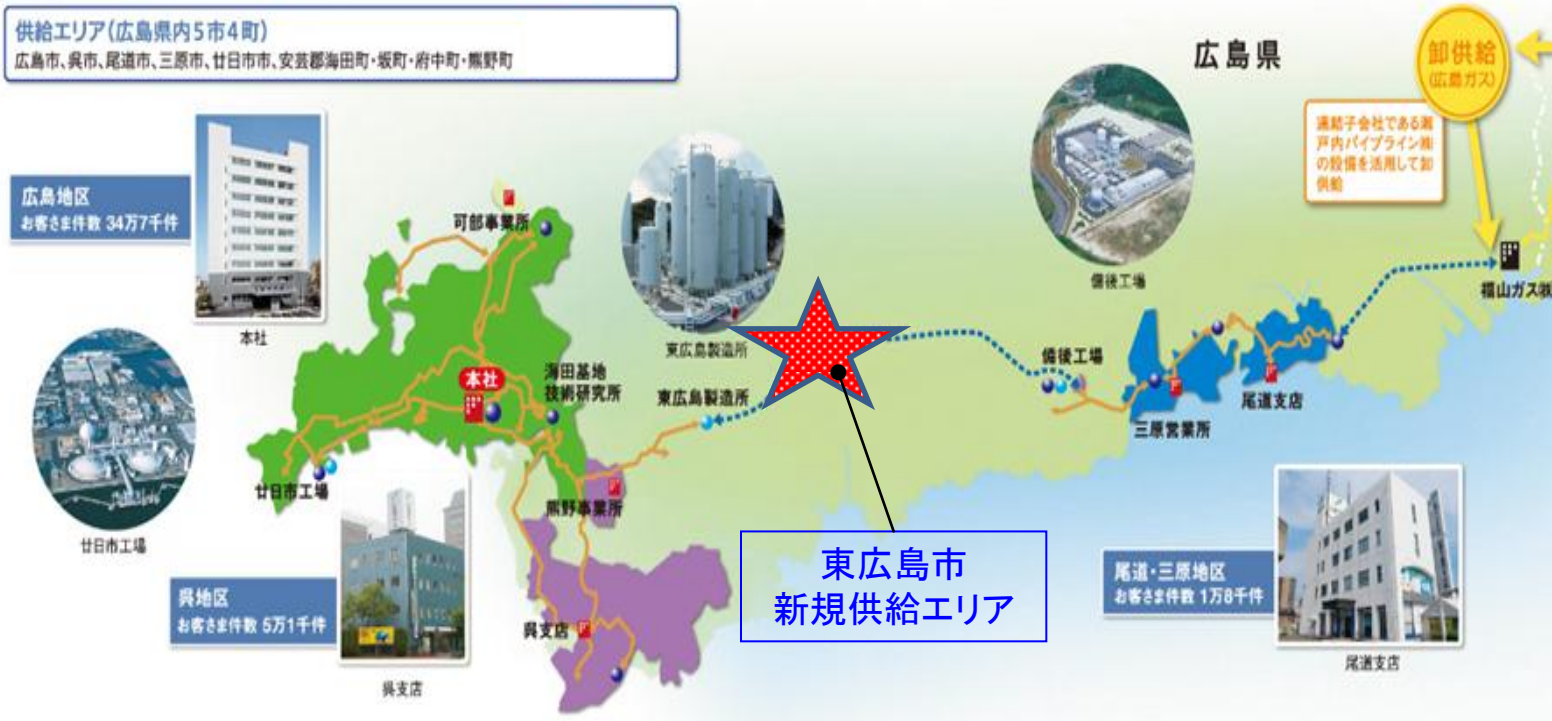 供給エリア(広島県内5市4町)
広島市、呉市、尾道市、三原市、廿日市市、安芸郡海田町・坂町・府中町・熊野町
広島県
卸供給
(広島ガス)
連結子会社である瀬
戸内パイプライン㈱
の設備を活用して卸
供給
広島地区
お客さま件数 34万7千件
本社
可部事業所
東広島製造所
備後工場
福山ガス㈱
本社
海田基地
技術研究所
東広島製造所
備後工場
三原営業所
尾道支店
廿日市工場
廿日市工場
熊野事業所
呉地区
お客さま件数 5万1千件
呉支店
呉支店
東広島市
新規供給エリア
尾道・三原地区
お客さま件数 1万8千件
尾道支店